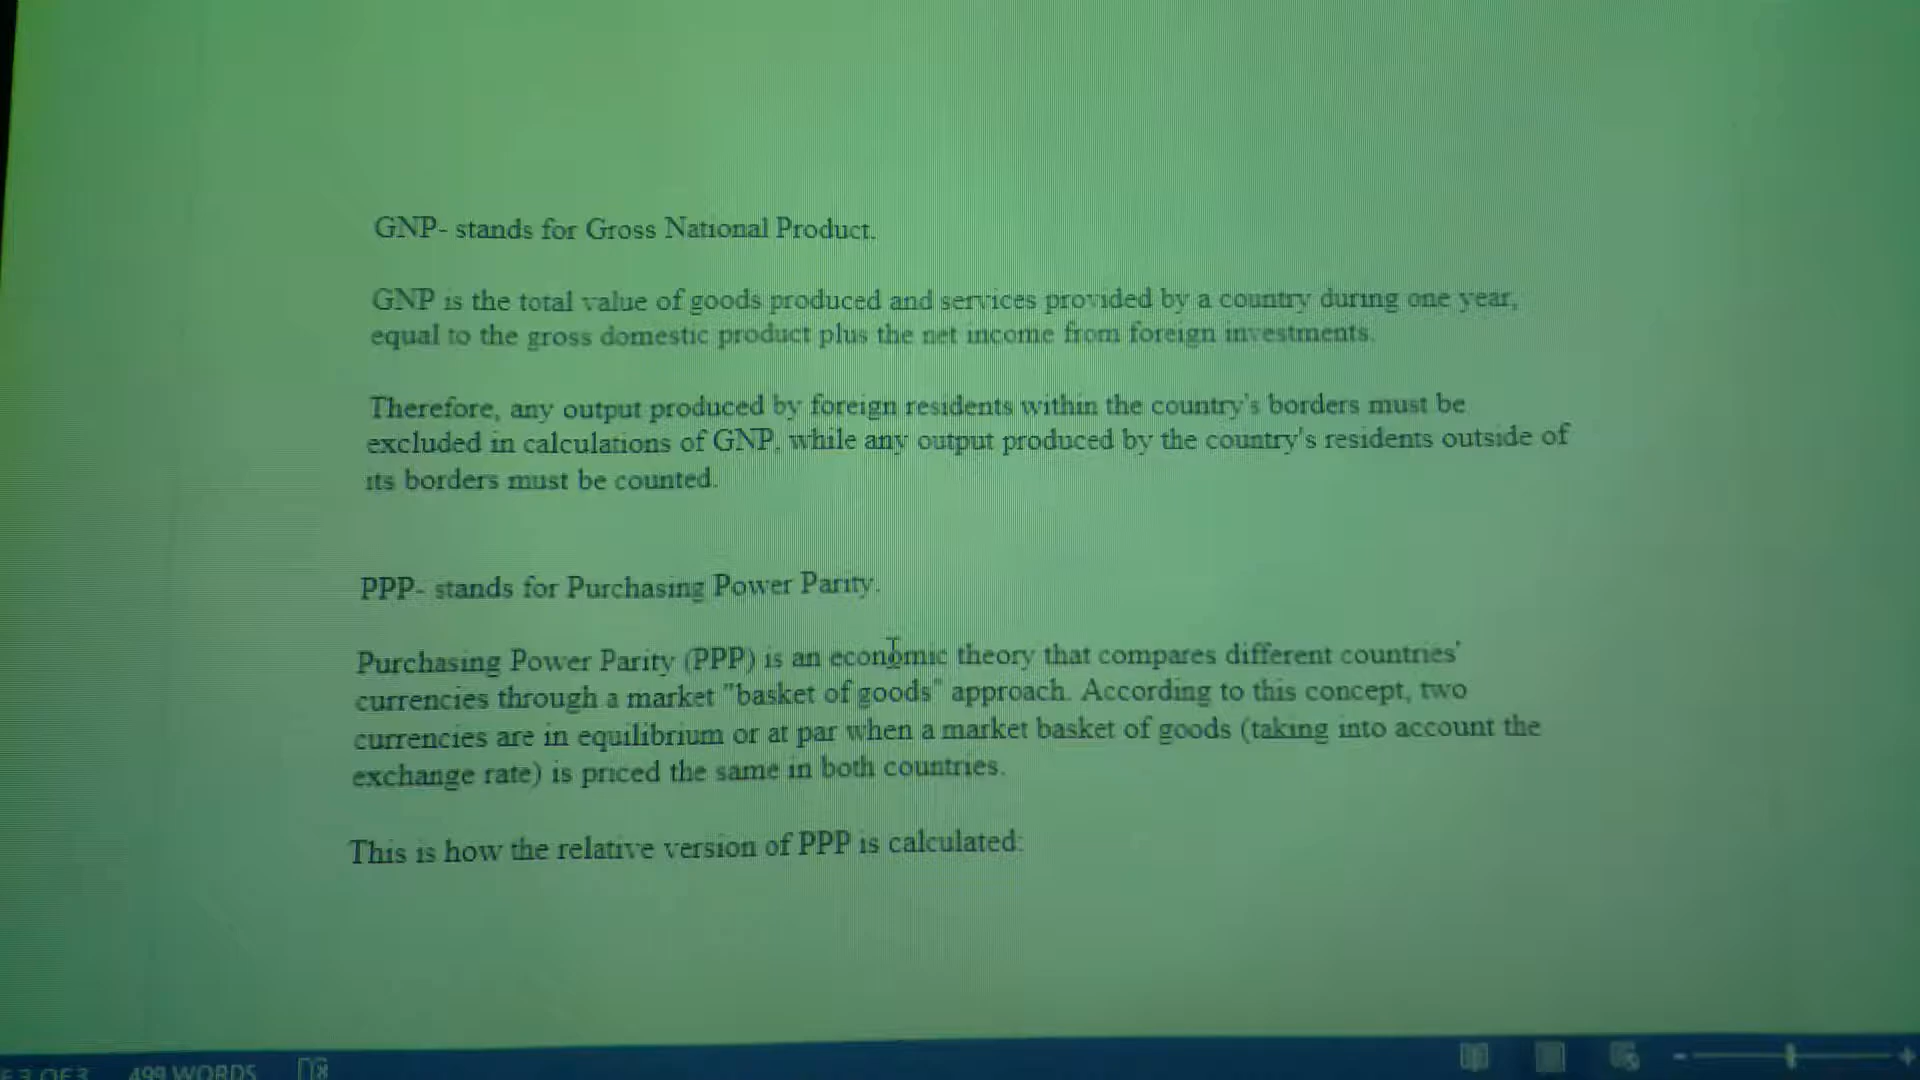 GNP- stands for Gross National Product.
GNP is the total value of goods produced and services provided by a country during one year,
equal to the gross domestic product plus the net income from foreign investments.
Therefore, any output produced by foreign residents within the country's borders must be
excluded in calculations of GNP, while any output produced by the country's residents outside of
its borders must be counted.
PPP- stands for Purchasing Power Parity.
Purchasing Power Parity (PPP) is an economic theory that compares different countries'
currencies through a market "basket of goods" approach. According to this concept, two
currencies are in equilibrium or at par when a market basket of goods (taking into account the
exchange rate) is priced the same in both countries.
This is how the relative version of PPP is calculated:
3 OF 3 499 WORDS